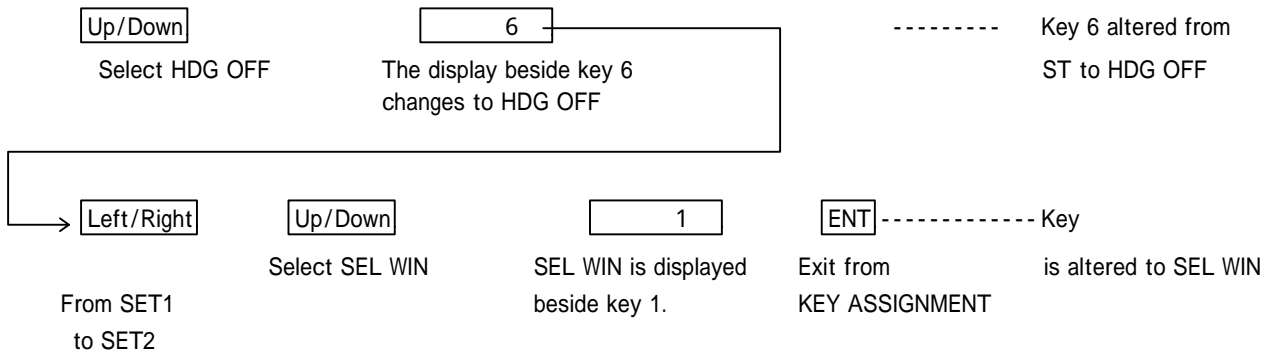 Up/Down 6 - - - - - - - - - Key 6 altered from
Select HDG OFF The display beside key 6 ST to HDG OFF
changes to HDG OFF
Left/Right Up/Down 1 ENT - - - - - - - - - - - - - Key
Select SEL WIN SEL WIN is displayed Exit from is altered to SEL WIN
From SET1 beside key 1. KEY ASSIGNMENT
to SET2